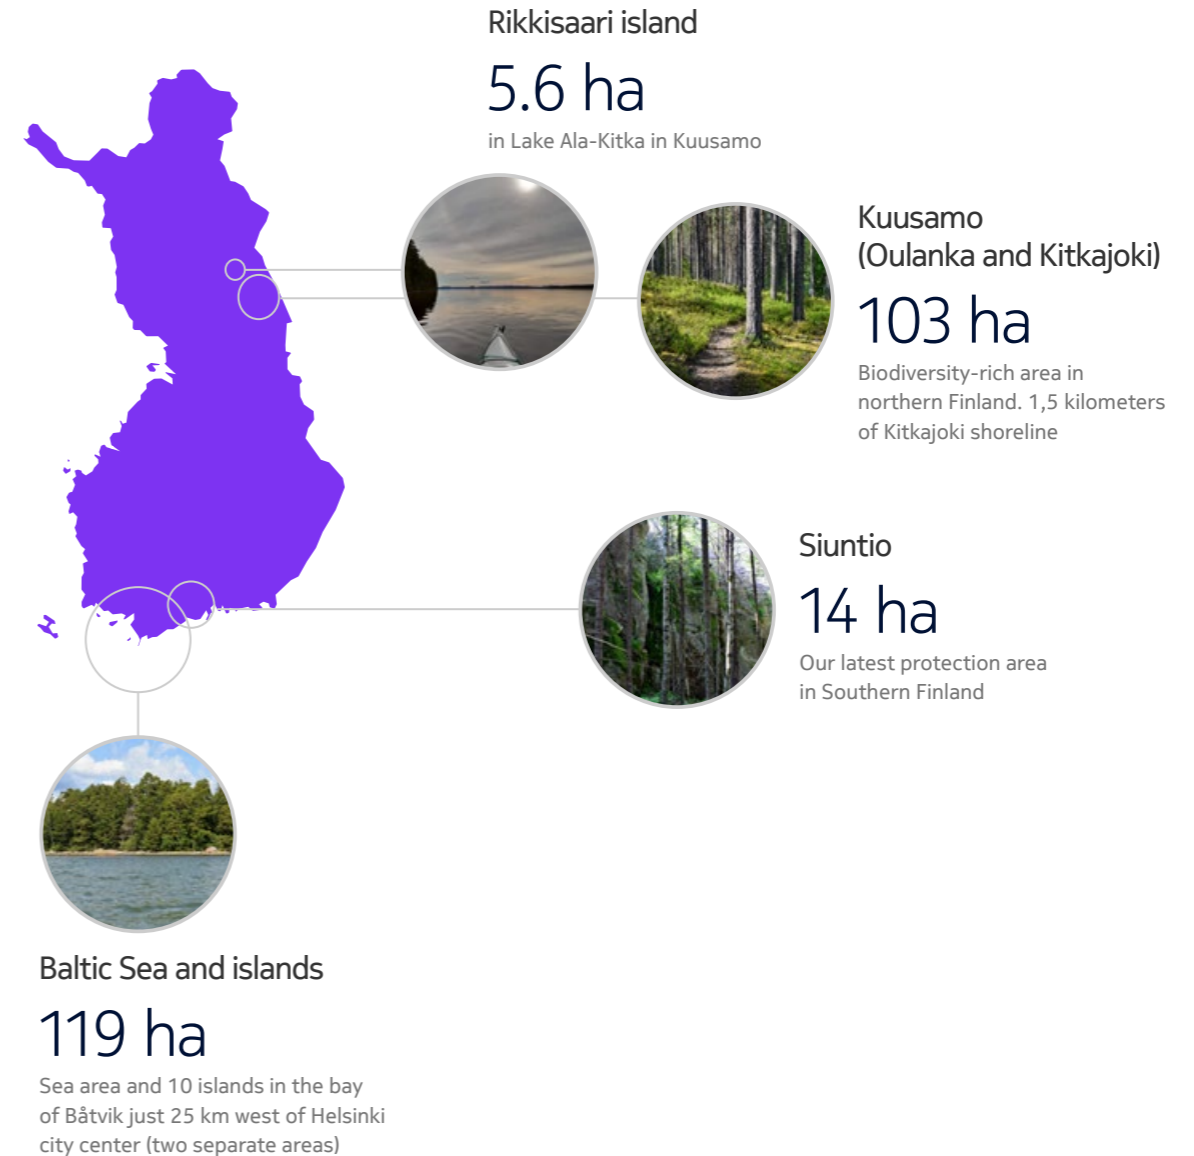 Rikkisaari island
5.6 ha
in Lake Ala-Kitka in Kuusamo
Kuusamo
(Oulanka and Kitkajoki)
103 ha
Biodiversity-rich area in
northern Finland. 1,5 kilometers
of Kitkajoki shoreline
Siuntio
14 ha
Our latest protection area
in Southern Finland
Baltic Sea and islands
119 ha
Sea area and 10 islands in the bay
of Båtvik just 25 km west of Helsinki
city center (two separate areas)